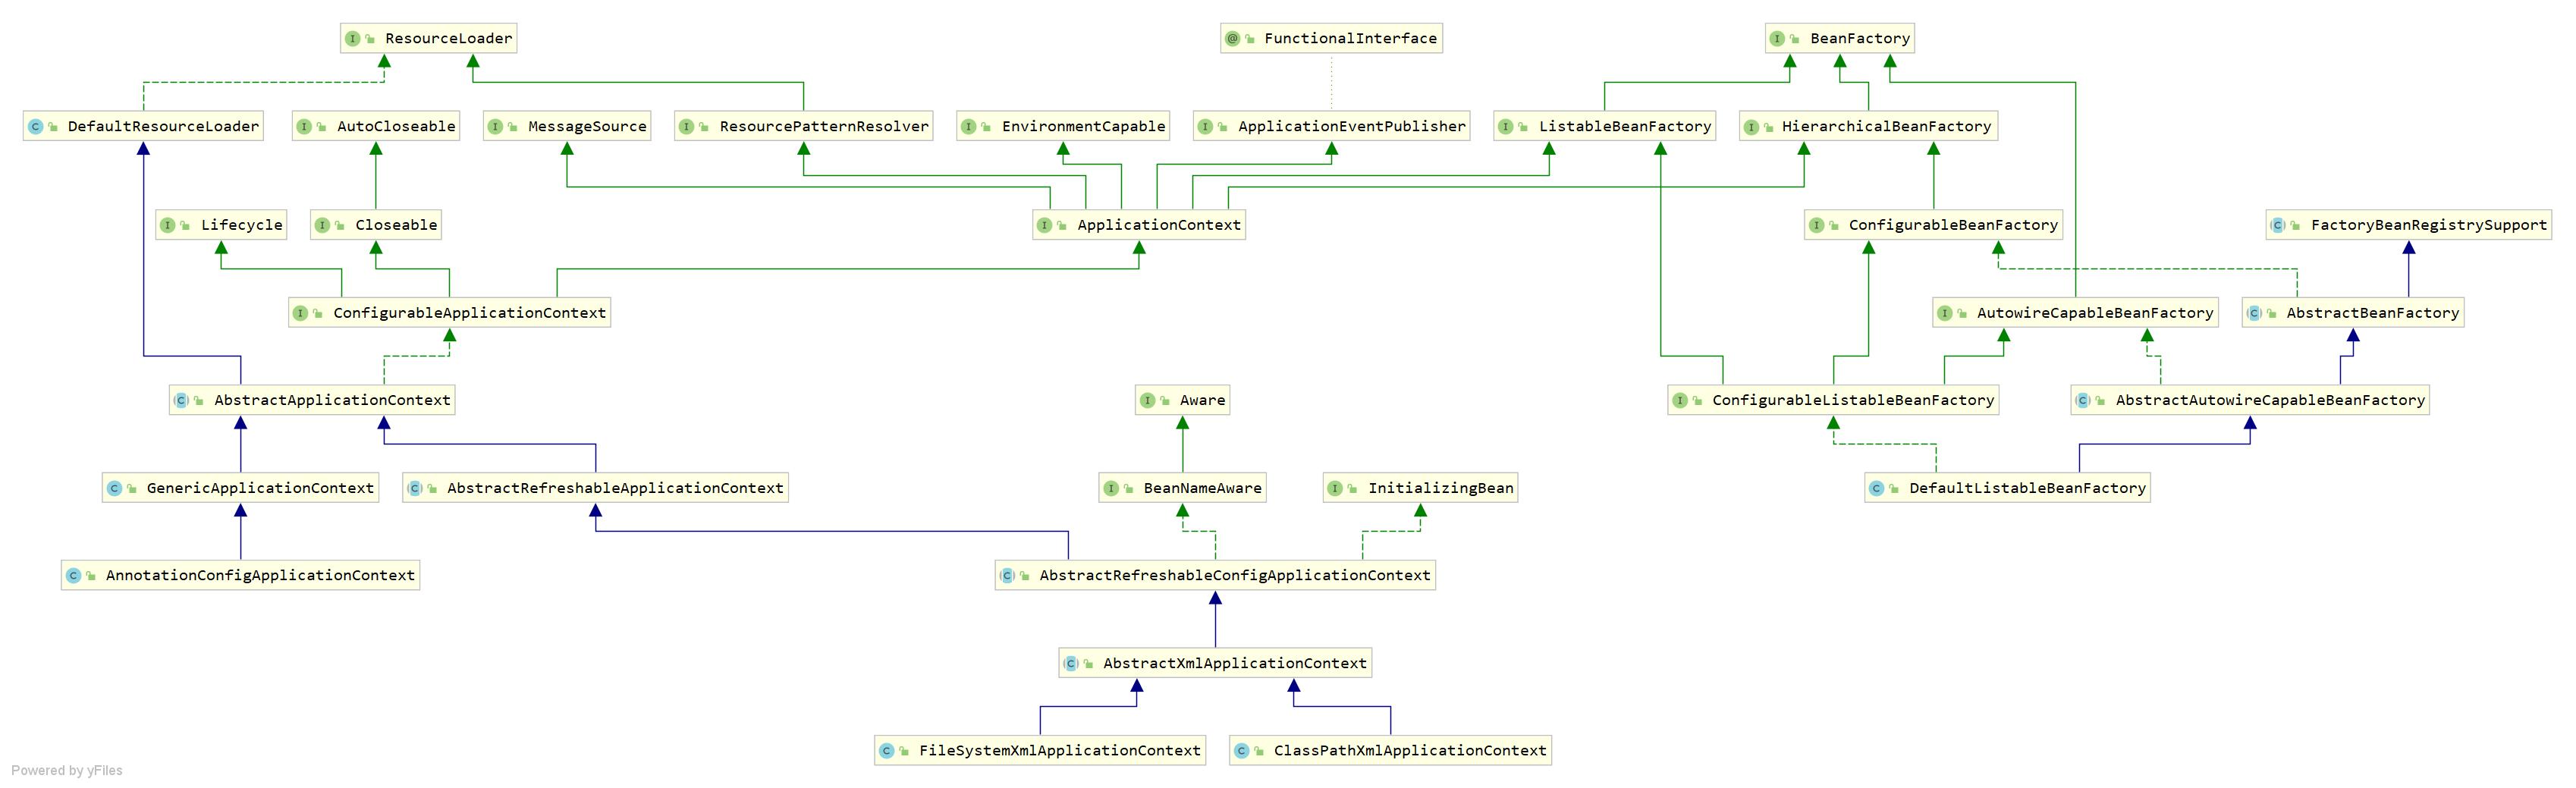 ResourceLoader
FunctionalInterface
BeanFactory
DefaultResourceLoader
AutoCloseable
MessageSource
ResourcePatternResolver
EnvironmentCapable
ApplicationEventPublisher
ListableBeanFactory
HierarchicalBeanFactory
Lifecycle
Closeable
ApplicationContext
ConfigurableBeanFactory
FactoryBeanRegistrySupport
ConfigurableApplicationContext
AutowireCapableBeanFactory
AbstractBeanFactory
AbstractApplicationContext
Aware
ConfigurableListableBeanFactory
AbstractAutowireCapableBeanFactory
GenericApplicationContext
AbstractRefreshableApplicationContext
BeanNameAware
InitializingBean
DefaultListableBeanFactory
AnnotationConfigApplicationContext
AbstractRefreshableConfigApplicationContext
AbstractXmlApplicationContext
FileSystemXmlApplicationContext
ClassPathXmlApplicationContext
Powered by yFiles